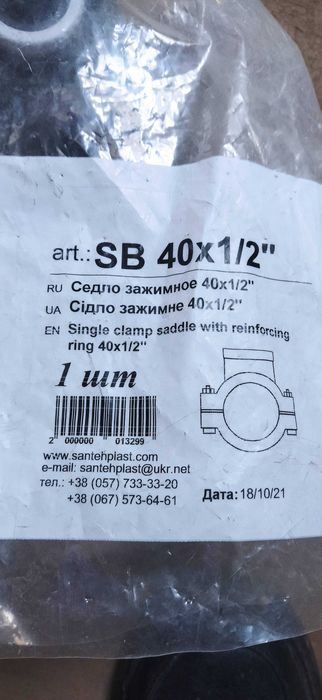 art.: SB 40x1/2"
RU Седло зажимное 40х1/2"
UA Сідло зажимне 40х1/2"
EN Single clamp saddle with reinforcing
ring 40x1/2"
1 шт
2 000000 013299
www.santehplast.com
e-mail: santehplast@ukr.net
тел.: +38 (057) 733-33-20
+38 (067) 573-64-61
Дата: 18/10/21